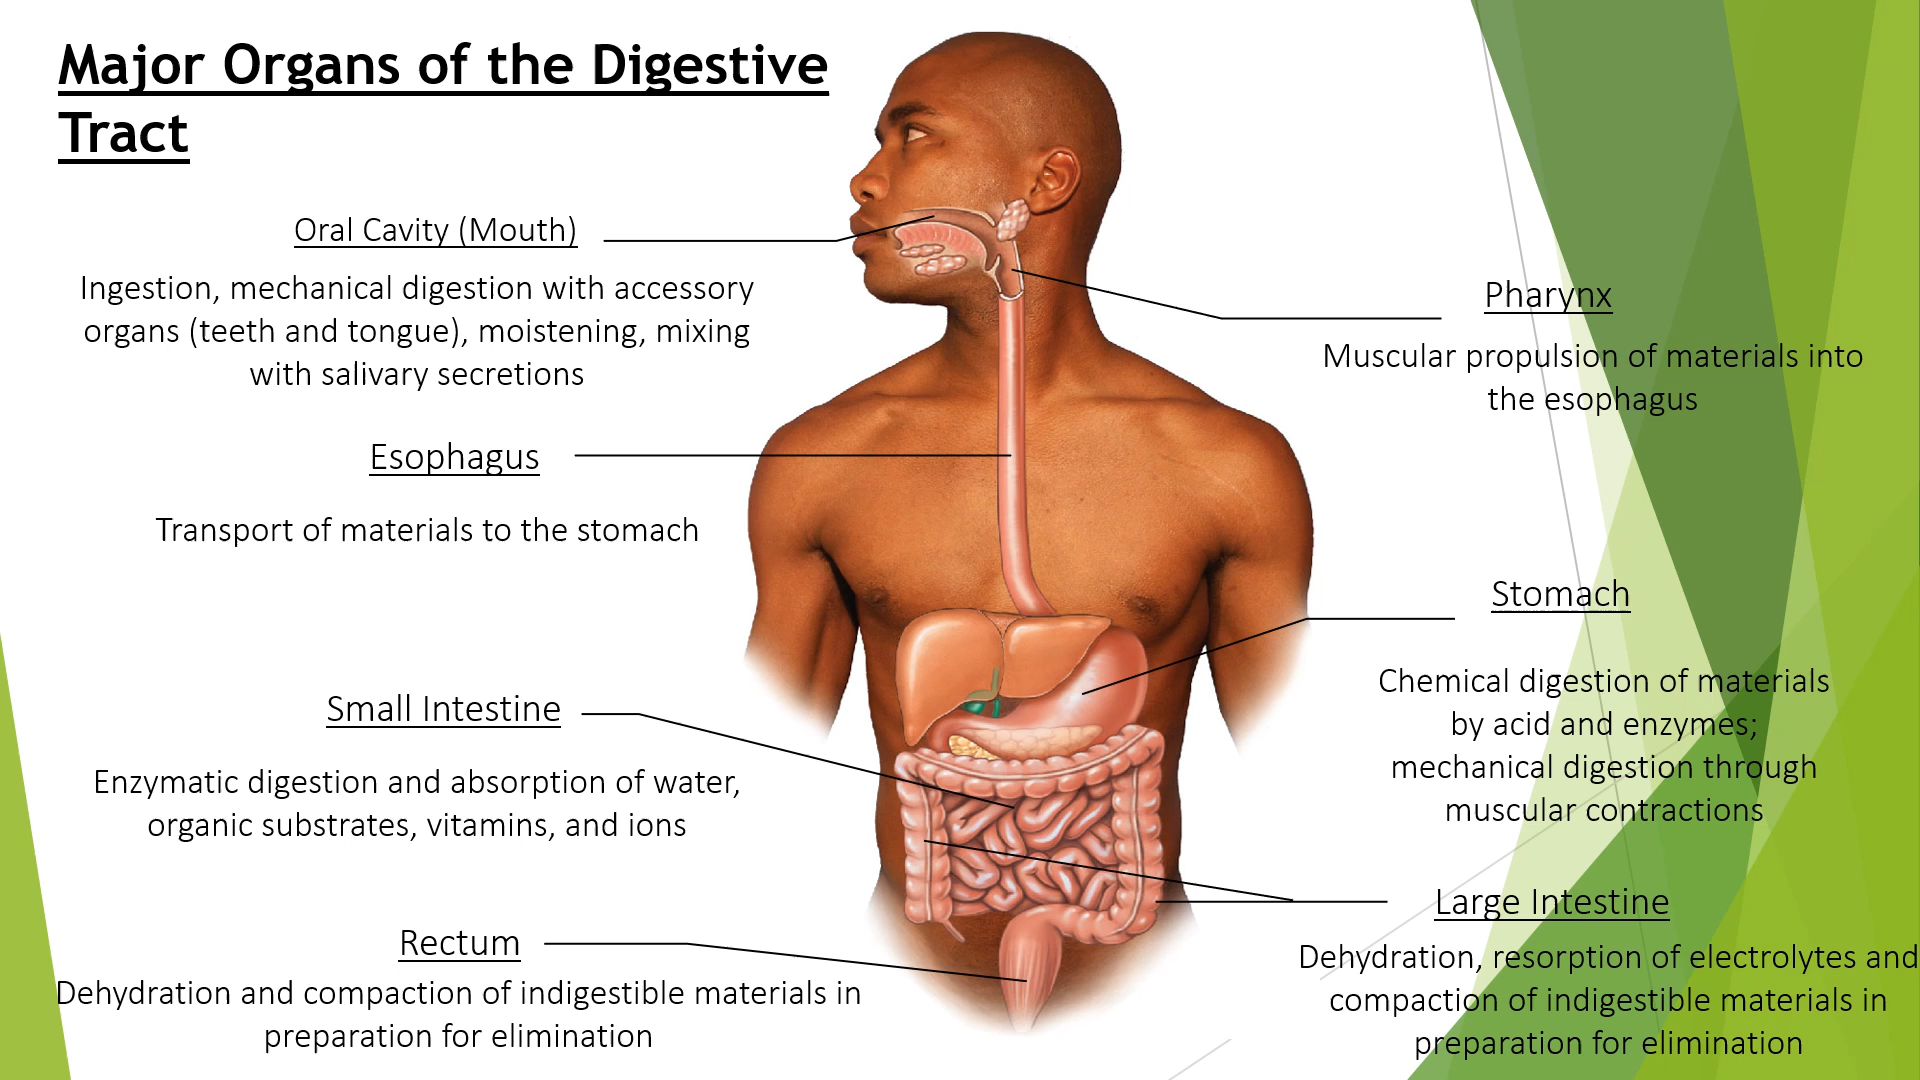 Major Organs of the Digestive
Tract
Oral Cavity (Mouth)
Ingestion, mechanical digestion with accessory
organs (teeth and tongue), moistening, mixing
with salivary secretions
Pharynx
Muscular propulsion of materials into
the esophagus
Esophagus
Transport of materials to the stomach
Stomach
Chemical digestion of materials
by acid and enzymes;
mechanical digestion through
muscular contractions
Small Intestine
Enzymatic digestion and absorption of water,
organic substrates, vitamins, and ions
Large Intestine
Dehydration, resorption of electrolytes and
compaction of indigestible materials in
preparation for elimination
Rectum
Dehydration and compaction of indigestible materials in
preparation for elimination